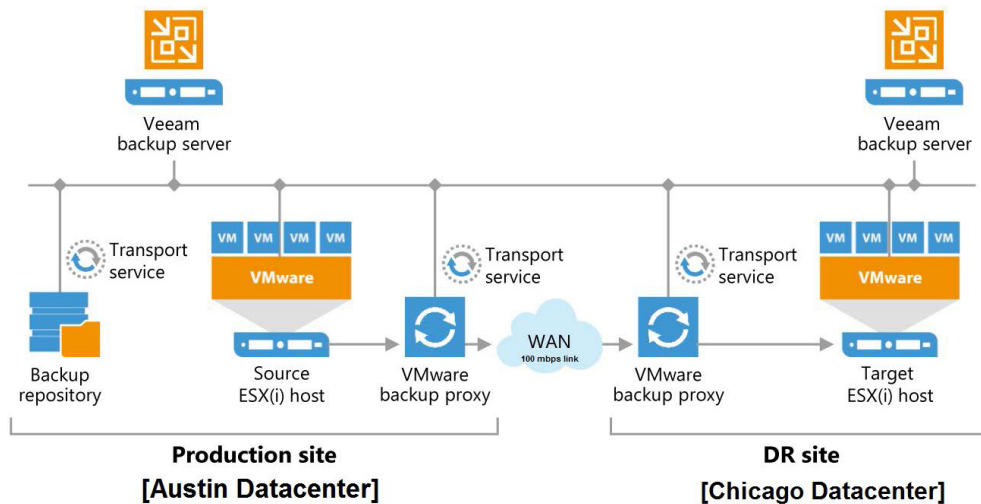 Veeam
backup server
Veeam
backup server
Transport
service
VM
VM
VM
VM
VMware
Transport
service
Transport
service
VM
VM
VM
VM
VMware
WAN
100 mbps link
Backup
repository
Source
ESX(i) host
VMware
backup proxy
VMware
backup proxy
Target
ESX(i) host
Production site
[Austin Datacenter]
DR site
[Chicago Datacenter]